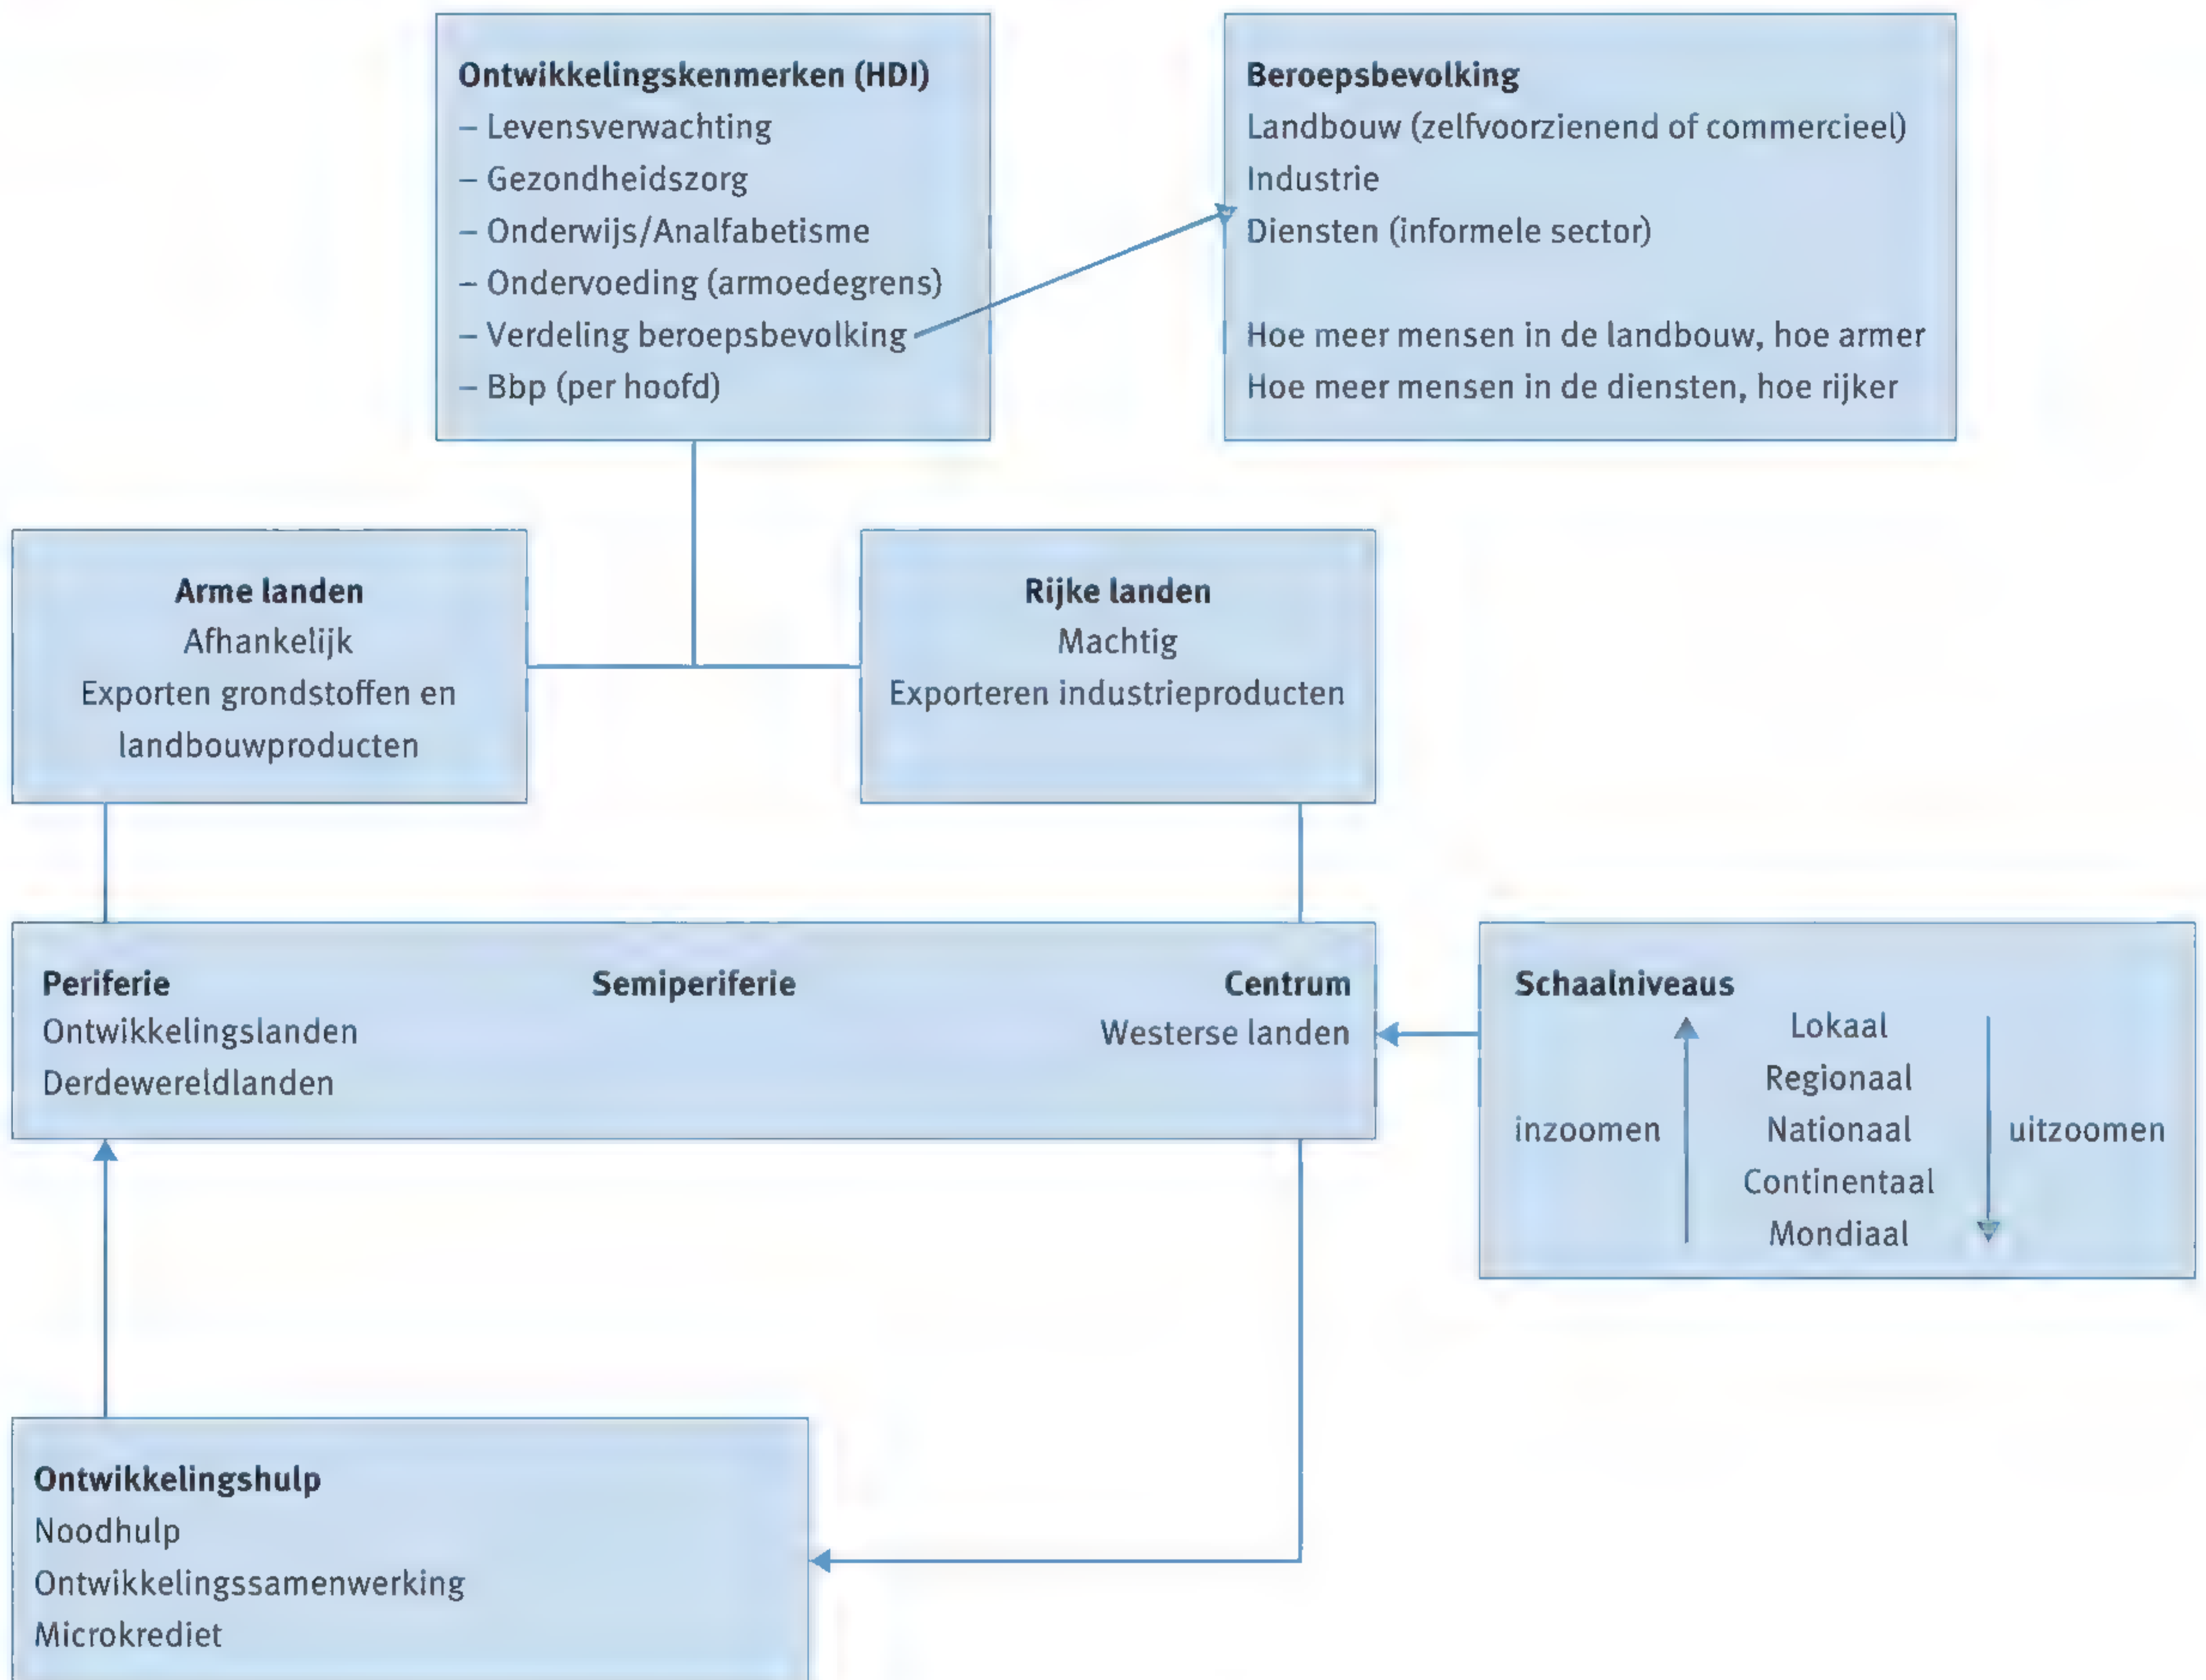 Ontwikkelingskenmerken (HDI)
– Levensverwachting
– Gezondheidszorg
– Onderwijs/Analfabetisme
– Ondervoeding (armoedegrens)
– Verdeling beroepsbevolking
– Bbp (per hoofd)
Beroepsbevolking
Landbouw (zelfvoorzienend of commercieel)
Industrie
Diensten (informele sector)
Hoe meer mensen in de landbouw, hoe armer
Hoe meer mensen in de diensten, hoe rijker
Arme landen
Afhankelijk
Exporten grondstoffen en
landbouwproducten
Rijke landen
Machtig
Exporteren industrieproducten
Periferie
Ontwikkelingslanden
Derdewereldlanden
Semiperiferie
Centrum
Westerse landen
Schaalniveaus
Lokaal
Regionaal
inzoomen Nationaal uitzoomen
Continentaal
Mondiaal
Ontwikkelingshulp
Noodhulp
Ontwikkelingssamenwerking
Microkrediet